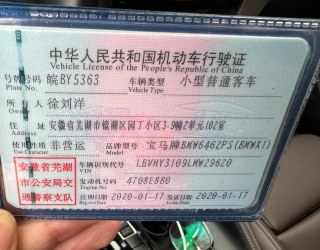 中华人民共和国机动车行驶证
Vehicle License of the People's Republic of China
号牌号码 皖BY5363 车辆类型 小型普通客车
Plate No. Vehicle Type
所有人 徐刘洋
Owner
住址 安徽省芜湖市镜湖区园丁小区3-9幢2单元102室
Address
使用性质 非营运 品牌型号 宝马牌BMW6462PS(BMWX1)
安徽省芜湖市公安局交通警察支队
车辆识别代号 LBVHY3109LMW29620
VIN
发动机号码 4708E880
Engine No.
注册日期 2020-01-17 发证日期 2020-01-17